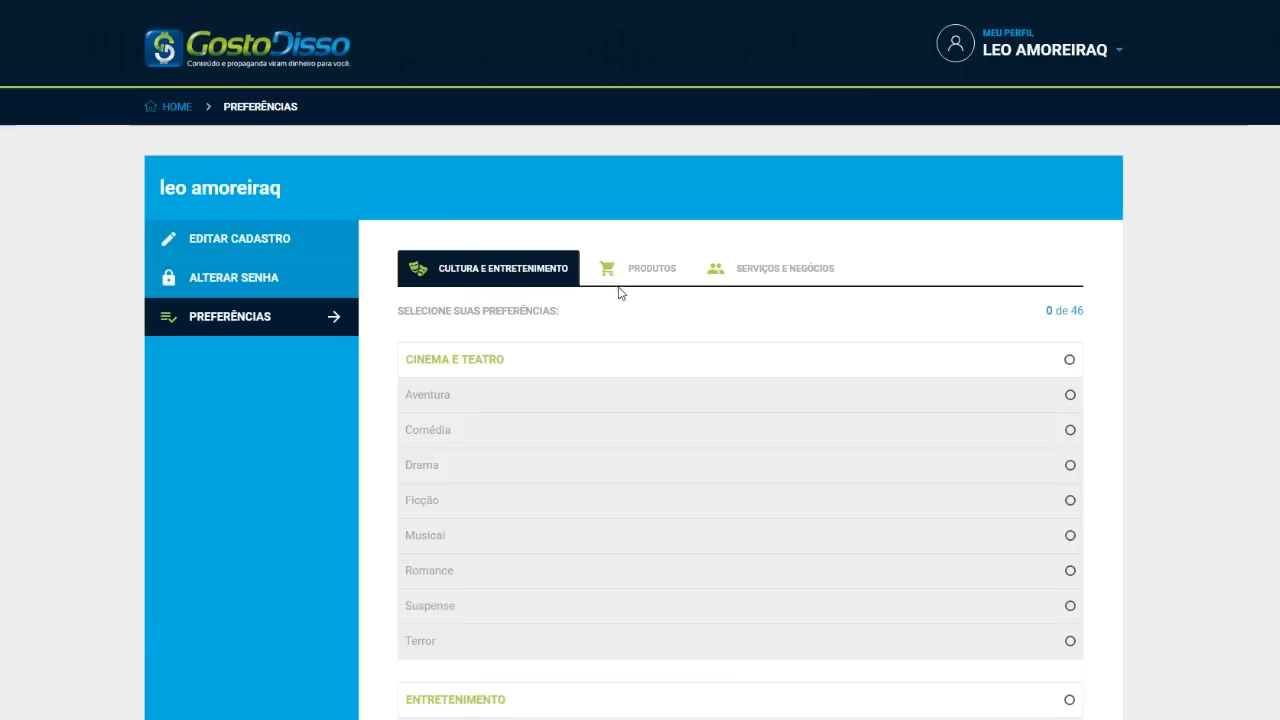 GostoDisso
Conteúdo e propaganda viram dinheiro para você.
MEU PERFIL
LEO AMOREIRAQ
HOME
PREFERÊNCIAS
leo amoreiraq
EDITAR CADASTRO
ALTERAR SENHA
PREFERÊNCIAS
CULTURA E ENTRETENIMENTO
PRODUTOS
SERVIÇOS E NEGÓCIOS
SELECIONE SUAS PREFERÊNCIAS:
0 de 46
CINEMA E TEATRO
Aventura
Comédia
Drama
Ficção
Musical
Romance
Suspense
Terror
ENTRETENIMENTO